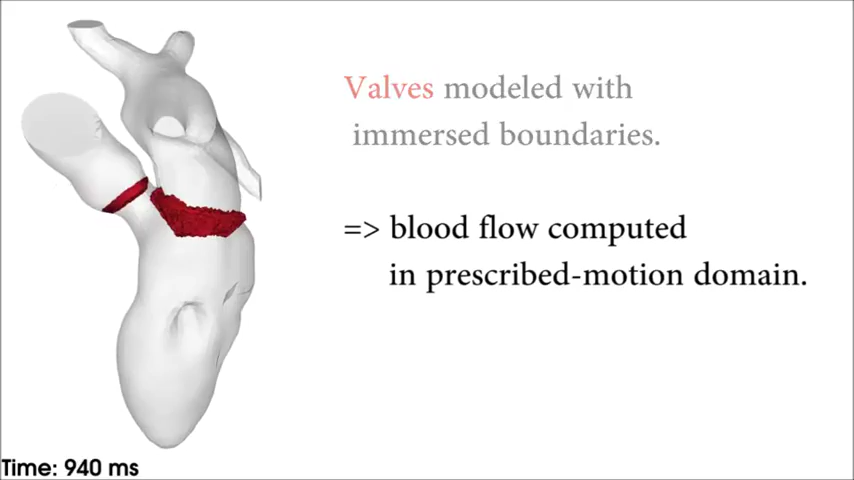 Valves modeled with
immersed boundaries.
=> blood flow computed
in prescribed-motion domain.
Time: 940 ms